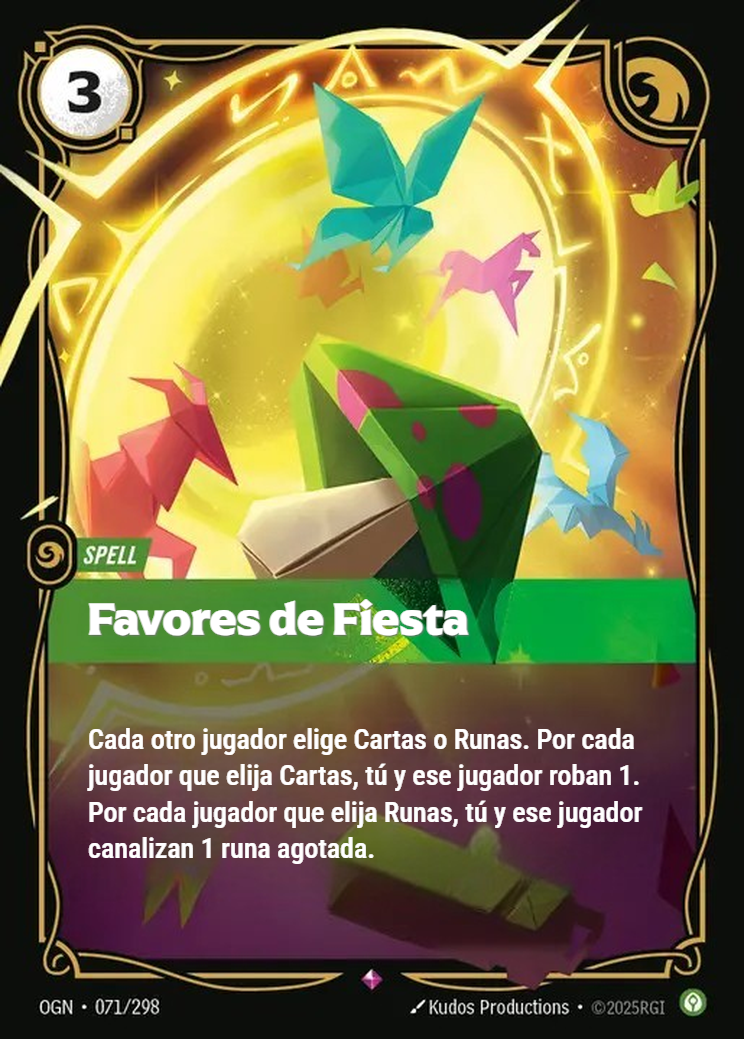 3
SPELL
Favores de Fiesta
Cada otro jugador elige Cartas o Runas. Por cada
jugador que elija Cartas, tú y ese jugador roban 1.
Por cada jugador que elija Runas, tú y ese jugador
canalizan 1 runa agotada.
OGN • 071/298
Kudos Productions • ©2025RGI